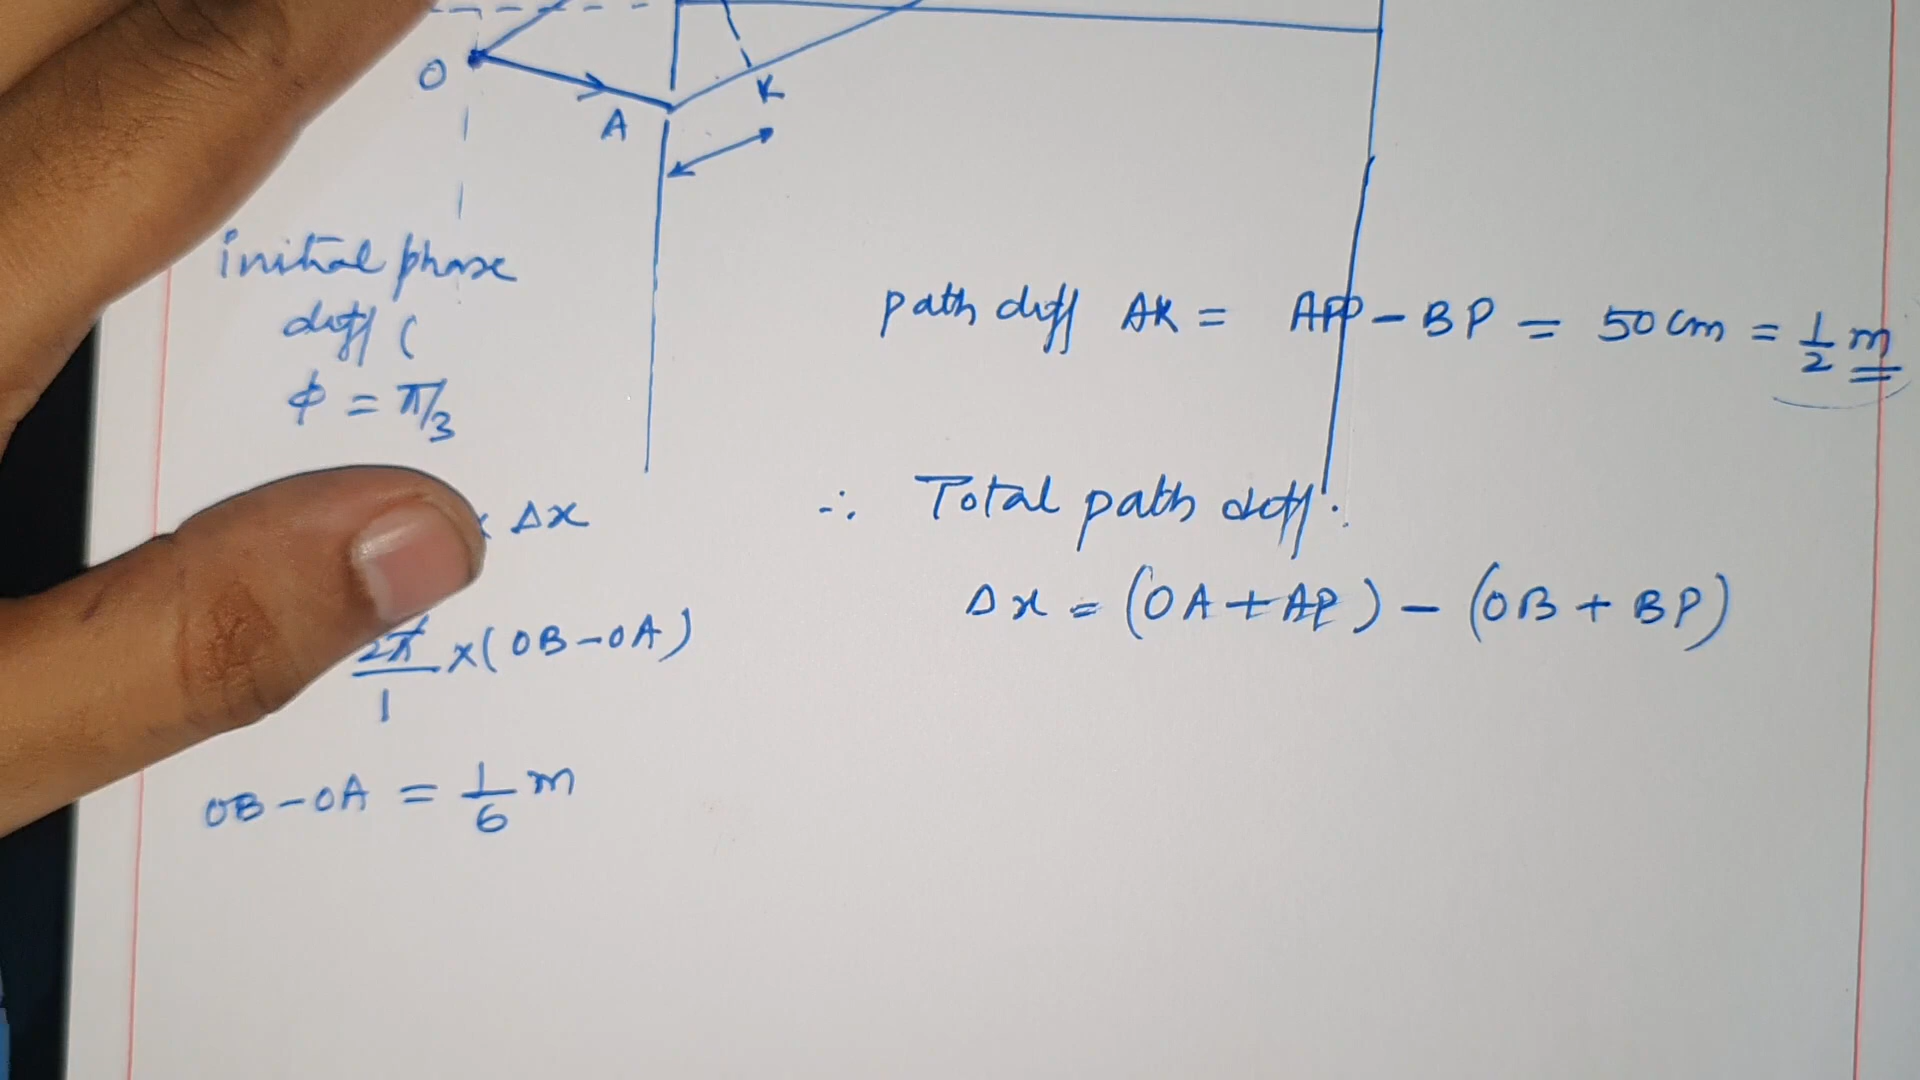 O
A
K
initial phase
diff (
φ = π/3
path diff AK = APP - BP = 50 cm = 1/2 m
x Δx
∴ Total path diff.
Δx = (OA + AP) - (OB + BP)
2π/1 x (OB - OA)
OB - OA = 1/6 m